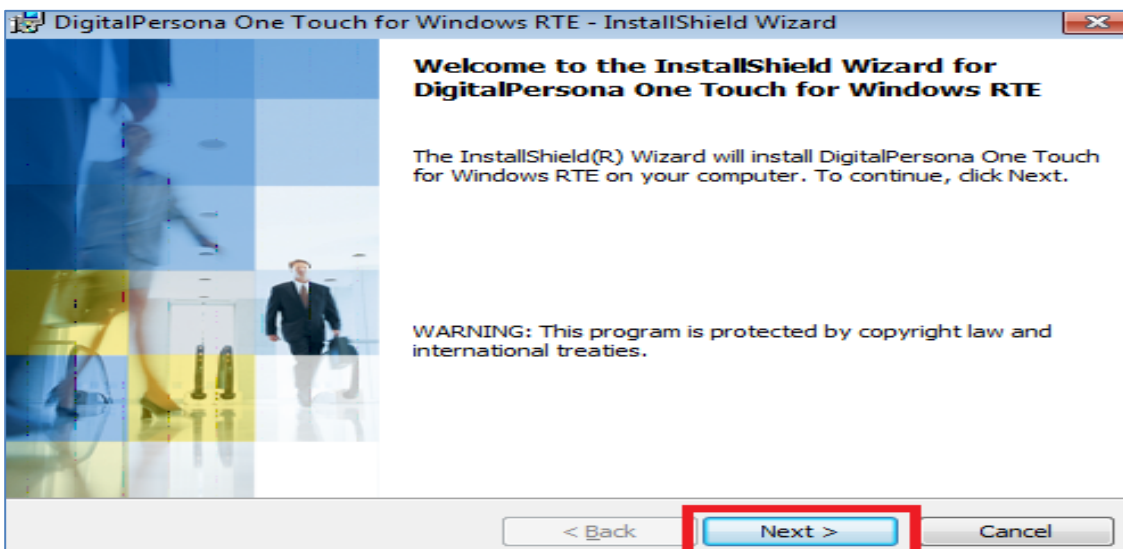 DigitalPersona One Touch for Windows RTE - InstallShield Wizard
Welcome to the InstallShield Wizard for
DigitalPersona One Touch for Windows RTE
The InstallShield(R) Wizard will install DigitalPersona One Touch
for Windows RTE on your computer. To continue, click Next.
WARNING: This program is protected by copyright law and
international treaties.
< Back Next > Cancel